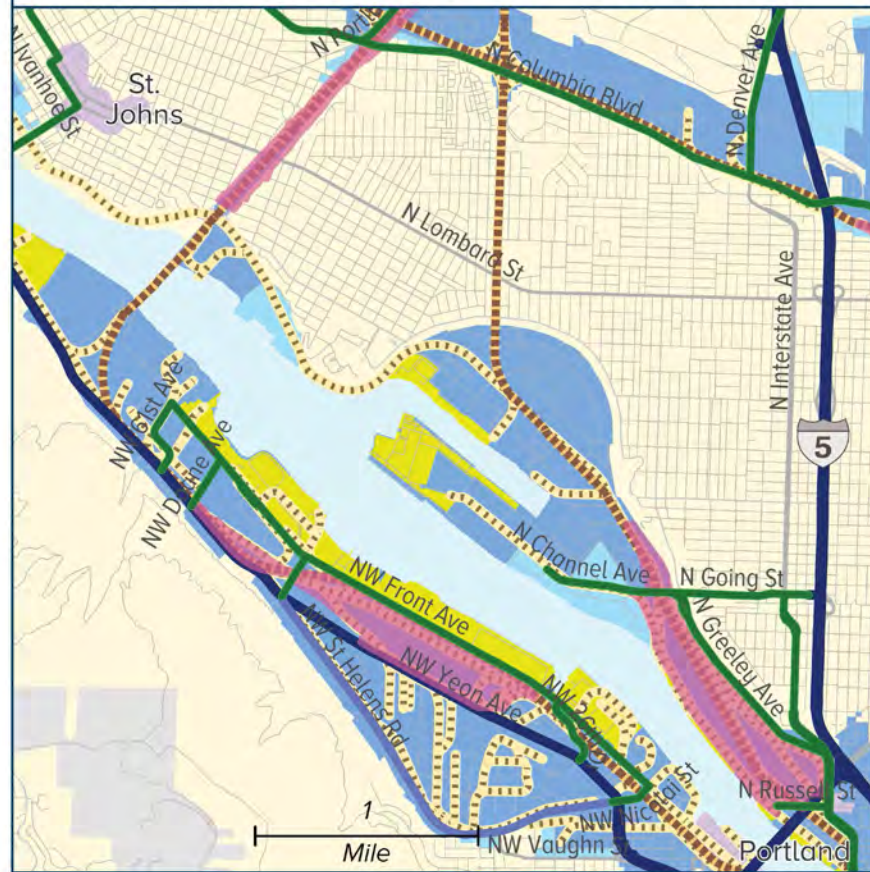 N Ivanhoe St
St.
Johns
N Columbia Blvd
N Denver Ave
N Lombard St
N Interstate Ave
5
NW Doane Ave
N Channel Ave
N Going St
NW Front Ave
N Greeley Ave
NW St Helens Rd
NW Yeon Ave
N Russell St
NW Nicolai St
1
Mile
NW Vaughn St
Portland